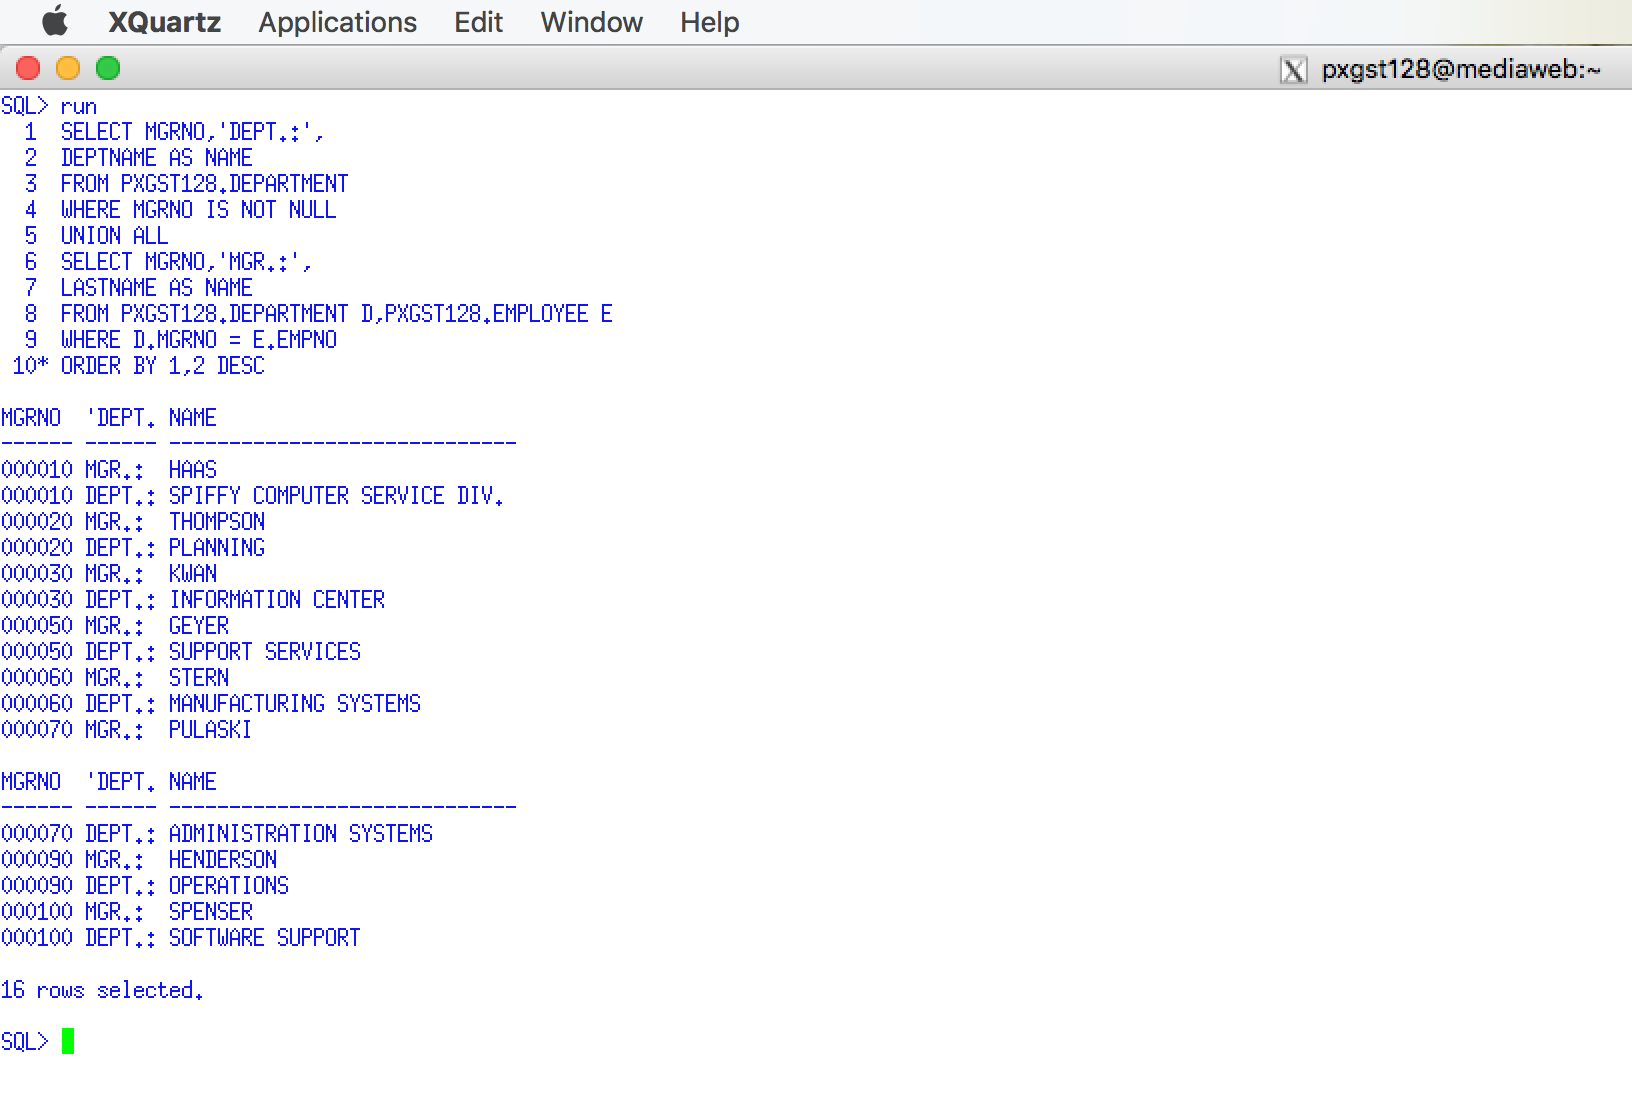 XQuartz Applications Edit Window Help
X pxgst128@mediaweb:~
SQL> run
  1  SELECT MGRNO,'DEPT.:',
  2  DEPTNAME AS NAME
  3  FROM PXGST128.DEPARTMENT
  4  WHERE MGRNO IS NOT NULL
  5  UNION ALL
  6  SELECT MGRNO,'MGR.:',
  7  LASTNAME AS NAME
  8  FROM PXGST128.DEPARTMENT D,PXGST128.EMPLOYEE E
  9  WHERE D.MGRNO = E.EMPNO
 10* ORDER BY 1,2 DESC
MGRNO  'DEPT. NAME
------ ------ -----------------------------
000010 MGR.:  HAAS
000010 DEPT.: SPIFFY COMPUTER SERVICE DIV.
000020 MGR.:  THOMPSON
000020 DEPT.: PLANNING
000030 MGR.:  KWAN
000030 DEPT.: INFORMATION CENTER
000050 MGR.:  GEYER
000050 DEPT.: SUPPORT SERVICES
000060 MGR.:  STERN
000060 DEPT.: MANUFACTURING SYSTEMS
000070 MGR.:  PULASKI
MGRNO  'DEPT. NAME
------ ------ -----------------------------
000070 DEPT.: ADMINISTRATION SYSTEMS
000090 MGR.:  HENDERSON
000090 DEPT.: OPERATIONS
000100 MGR.:  SPENSER
000100 DEPT.: SOFTWARE SUPPORT
16 rows selected.
SQL>